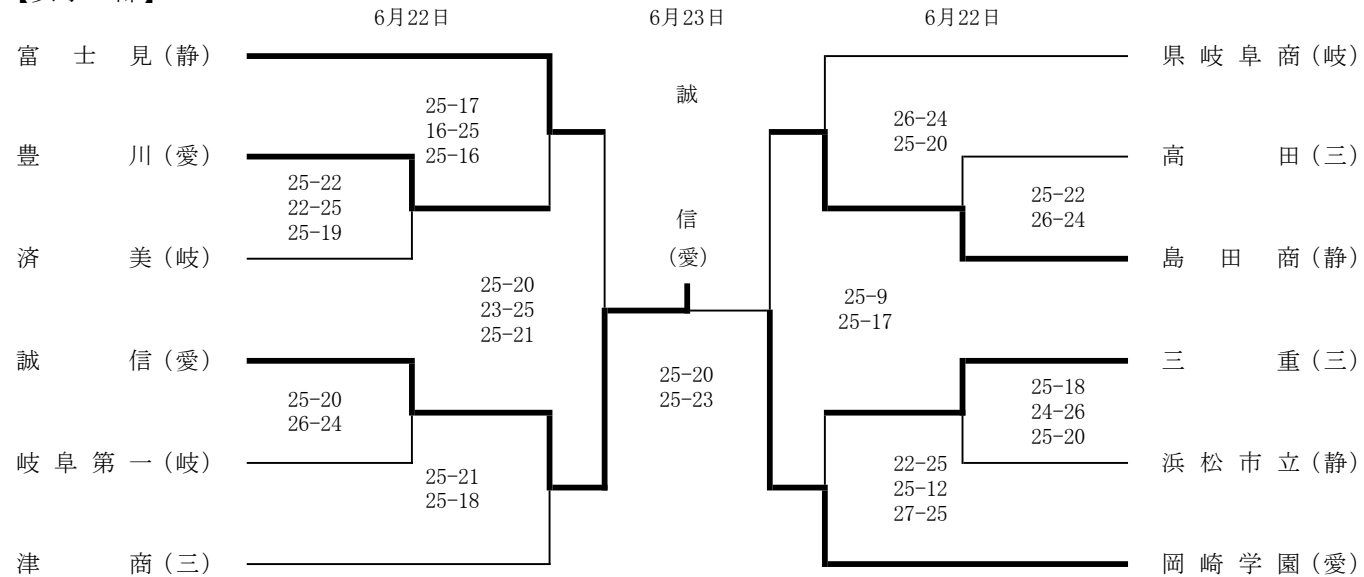 6月22日 6月23日 6月22日
富士見（静）
豊川（愛）
済美（岐）
誠信（愛）
岐阜第一（岐）
津商（三）
25-17
16-25
25-16
25-22
22-25
25-19
25-20
23-25
25-21
25-20
26-24
25-21
25-18
誠
信
（愛）
25-20
25-23
26-24
25-20
25-22
26-24
25-9
25-17
25-18
24-26
25-20
22-25
25-12
27-25
県岐阜商（岐）
高田（三）
島田商（静）
三重（三）
浜松市立（静）
岡崎学園（愛）